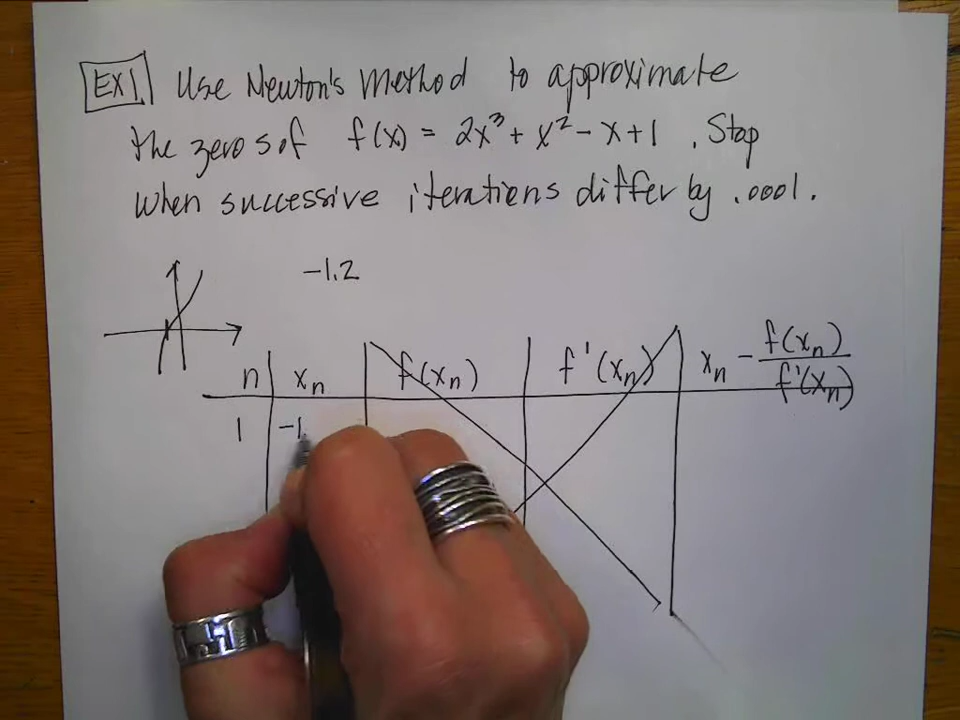 EX1. Use Newton's Method to approximate
the zeros of f(x) = 2x³ + x² - x + 1 . Stop
when successive iterations differ by .0001.
-1.2
n xₙ f(xₙ) f'(xₙ) xₙ - f(xₙ)/f'(xₙ)
1 -1.